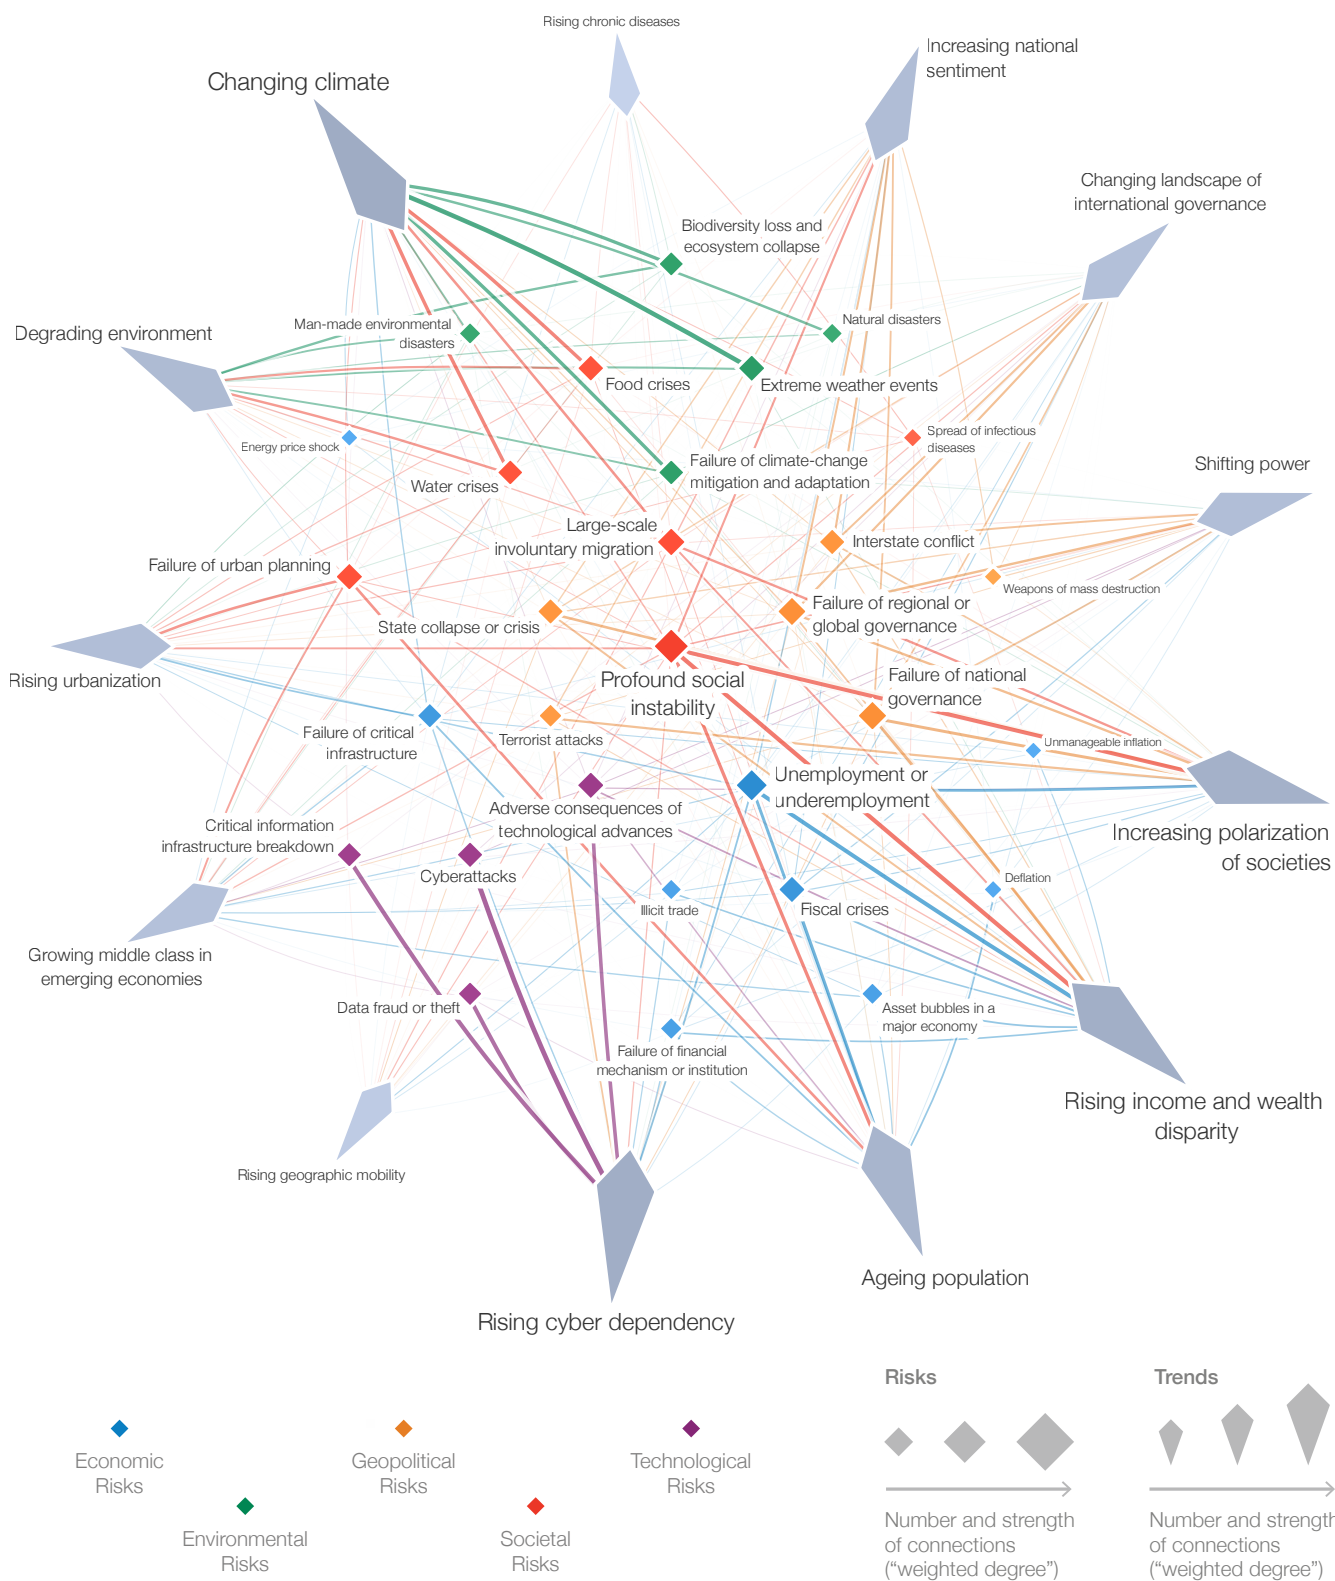 Rising chronic diseases
Increasing national
sentiment
Changing climate
Changing landscape of
international governance
Biodiversity loss and
ecosystem collapse
Natural disasters
Man-made environmental
disasters
Degrading environment
Food crises
Extreme weather events
Energy price shock
Spread of infectious
diseases
Failure of climate-change
mitigation and adaptation
Shifting power
Water crises
Large-scale
involuntary migration
Interstate conflict
Failure of urban planning
Weapons of mass destruction
State collapse or crisis
Failure of regional or
global governance
Rising urbanization
Profound social
instability
Failure of national
governance
Failure of critical
infrastructure
Terrorist attacks
Unmanageable inflation
Unemployment or
underemployment
Adverse consequences of
technological advances
Increasing polarization
of societies
Critical information
infrastructure breakdown
Cyberattacks
Deflation
Illicit trade
Fiscal crises
Growing middle class in
emerging economies
Data fraud or theft
Asset bubbles in a
major economy
Failure of financial
mechanism or institution
Rising income and wealth
disparity
Rising geographic mobility
Ageing population
Rising cyber dependency
Risks
Trends
Economic
Risks
Geopolitical
Risks
Technological
Risks
Environmental
Risks
Societal
Risks
Number and strength
of connections
(“weighted degree”)
Number and strength
of connections
(“weighted degree”)